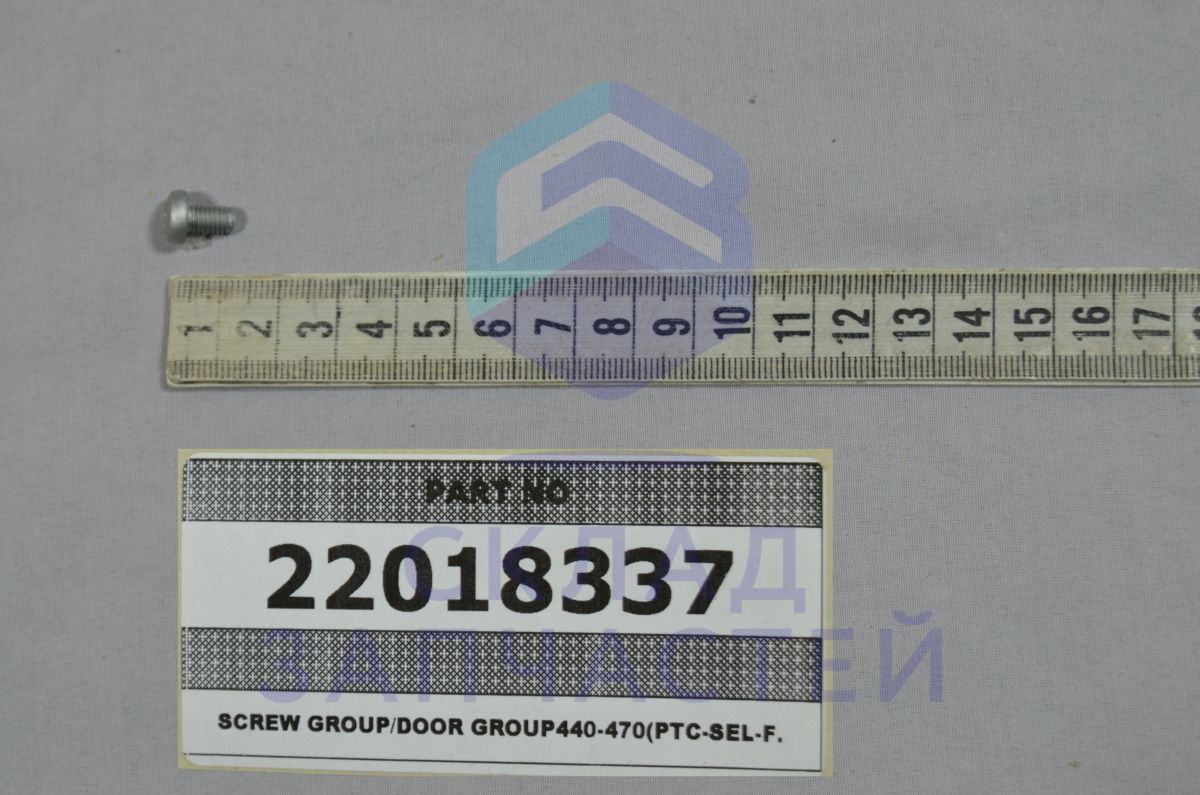 1 2 3 4 5 6 7 8 9 10 11 12 13 14 15 16 17
PART NO
22018337
СКЛАД
ЗАПЧАСТЕЙ
SCREW GROUP/DOOR GROUP440-470(PTC-SEL-F.